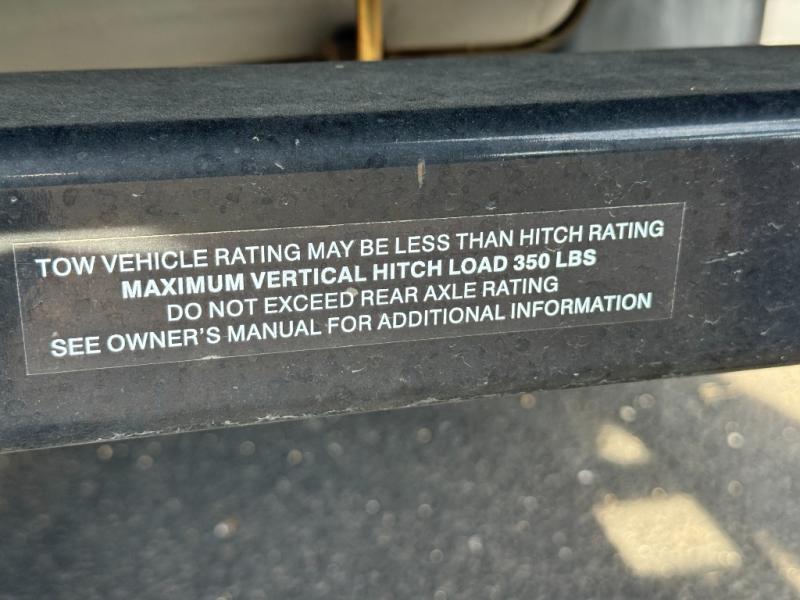 TOW VEHICLE RATING MAY BE LESS THAN HITCH RATING
MAXIMUM VERTICAL HITCH LOAD 350 LBS
DO NOT EXCEED REAR AXLE RATING
SEE OWNER'S MANUAL FOR ADDITIONAL INFORMATION